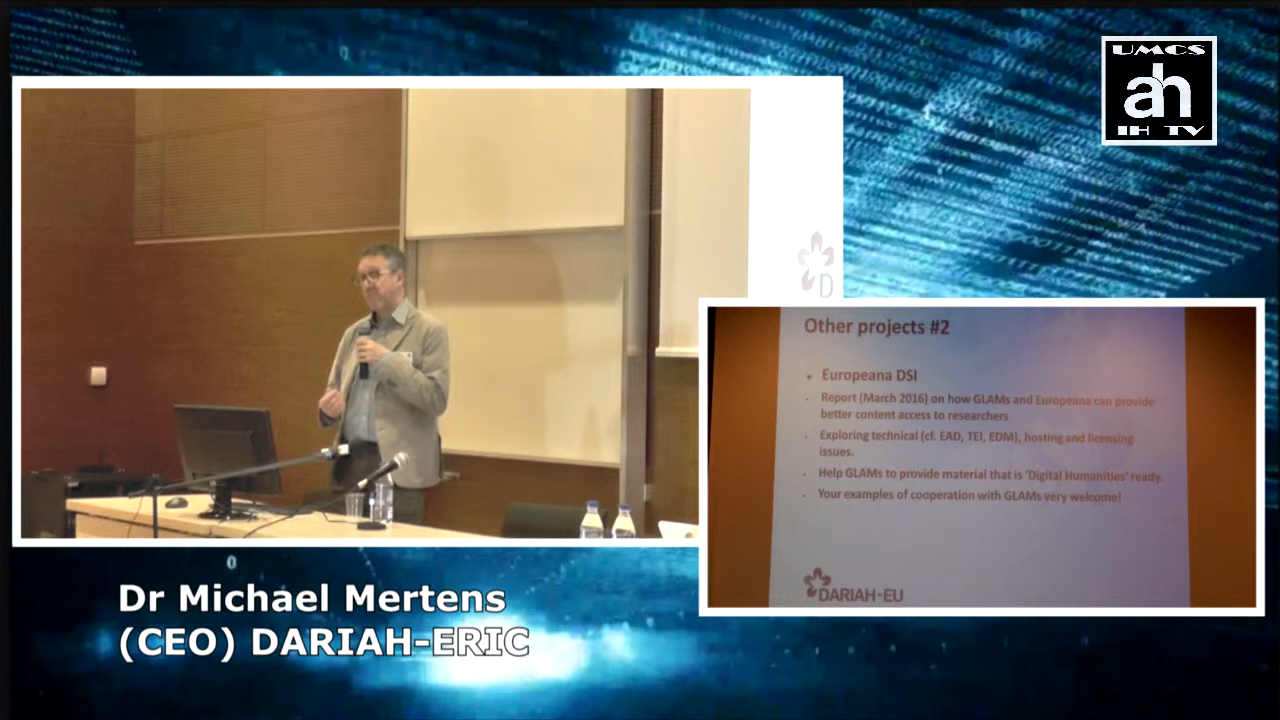 UMCS
ah
IH TV
D
Other projects #2
• Europeana DSI
Report (March 2016) on how GLAMs and Europeana can provide
better content access to researchers
Exploring technical (cf. EAD, TEI, EDM), hosting and licensing
issues.
Help GLAMs to provide material that is 'Digital Humanities' ready.
Your examples of cooperation with GLAMs very welcome!
DARIAH-EU
Dr Michael Mertens
(CEO) DARIAH-ERIC